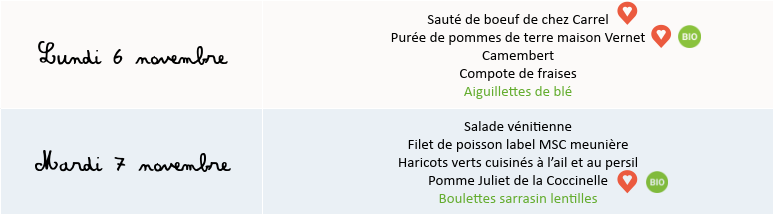 Lundi 6 novembre
Sauté de boeuf de chez Carrel
Purée de pommes de terre maison Vernet BIO
Camembert
Compote de fraises
Aiguillettes de blé
Mardi 7 novembre
Salade vénitienne
Filet de poisson label MSC meunière
Haricots verts cuisinés à l'ail et au persil
Pomme Juliet de la Coccinelle BIO
Boulettes sarrasin lentilles